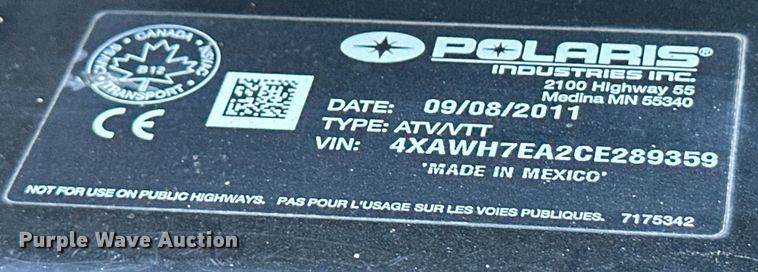 CANADA
B12
TRANSPORT
CE
POLARIS®
INDUSTRIES INC.
2100 Highway 55
Medina MN 55340
DATE: 09/08/2011
TYPE: ATV/VTT
VIN: 4XAWH7EA2CE289359
*MADE IN MEXICO*
NOT FOR USE ON PUBLIC HIGHWAYS. PAS POUR L'USAGE SUR LES VOIES PUBLIQUES. 7175342
Purple Wave Auction